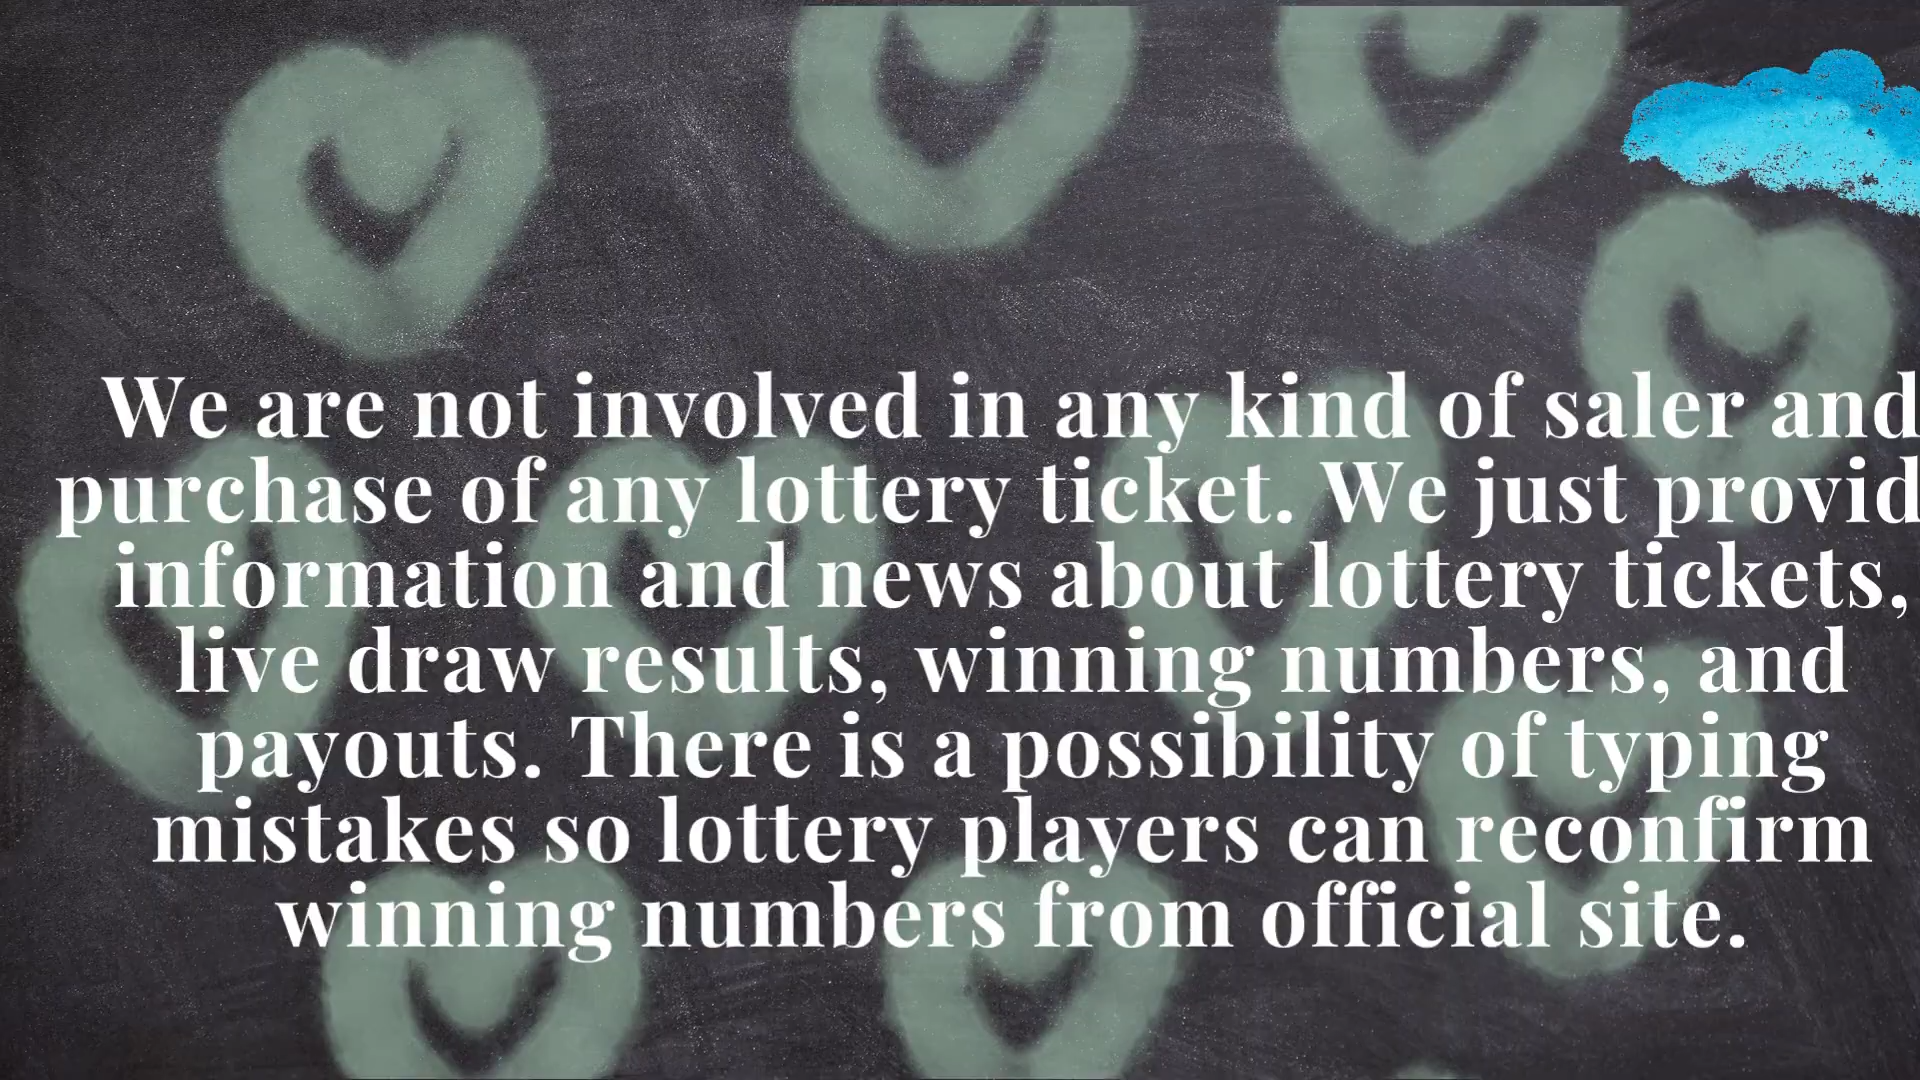 We are not involved in any kind of saler and
purchase of any lottery ticket. We just provid
information and news about lottery tickets,
live draw results, winning numbers, and
payouts. There is a possibility of typing
mistakes so lottery players can reconfirm
winning numbers from official site.